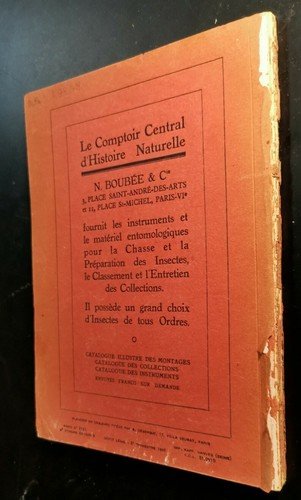 Le Comptoir Central
d'Histoire Naturelle
N. BOUBÉE & Cie
3, PLACE SAINT-ANDRÉ-DES-ARTS
et 11, PLACE St-MICHEL, PARIS-VIe
fournit les instruments et
le matériel entomologiques
pour la Chasse et la
Préparation des Insectes,
le Classement et l'Entretien
des Collections.
Il possède un grand choix
d'Insectes de tous Ordres.
CATALOGUE ILLUSTRÉ DES MONTAGES
CATALOGUE DES COLLECTIONS
CATALOGUE DES INSTRUMENTS
ENVOYÉS FRANCO SUR DEMANDE
VILLA
PARIS